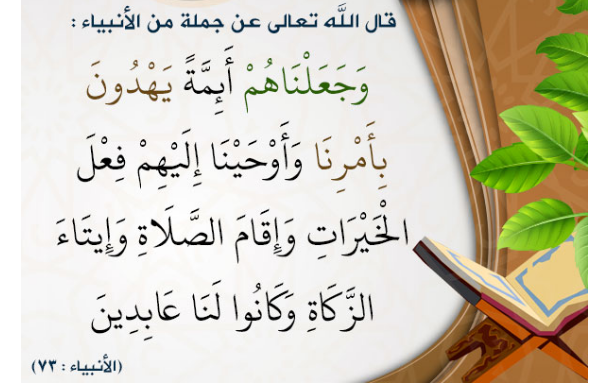 قال الله تعالى عن جملة من الأنبياء :
وَجَعَلْنَاهُمْ أَئِمَّةً يَهْدُونَ
بِأَمْرِنَا وَأَوْحَيْنَا إِلَيْهِمْ فِعْلَ
الْخَيْرَاتِ وَإِقَامَ الصَّلَاةِ وَإِيتَاءَ
الزَّكَاةِ وَكَانُوا لَنَا عَابِدِينَ
(الأنبياء : ٧٣)